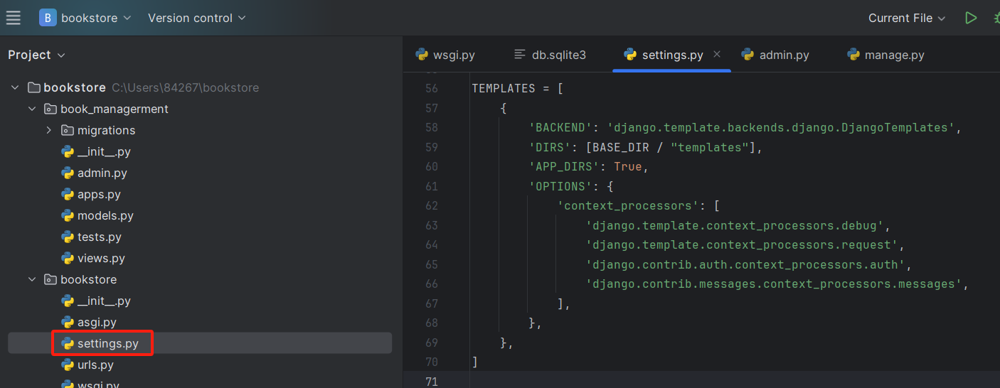 B bookstore Version control Current File
Project
wsgi.py db.sqlite3 settings.py admin.py manage.py
bookstore C:\Users\84267\bookstore
book_managerment
migrations
__init__.py
admin.py
apps.py
models.py
tests.py
views.py
bookstore
__init__.py
asgi.py
settings.py
urls.py
wsgi.py
56 TEMPLATES = [
57 {
58 'BACKEND': 'django.template.backends.django.DjangoTemplates',
59 'DIRS': [BASE_DIR / "templates"],
60 'APP_DIRS': True,
61 'OPTIONS': {
62 'context_processors': [
63 'django.template.context_processors.debug',
64 'django.template.context_processors.request',
65 'django.contrib.auth.context_processors.auth',
66 'django.contrib.messages.context_processors.messages',
67 ],
68 },
69 },
70 ]
71